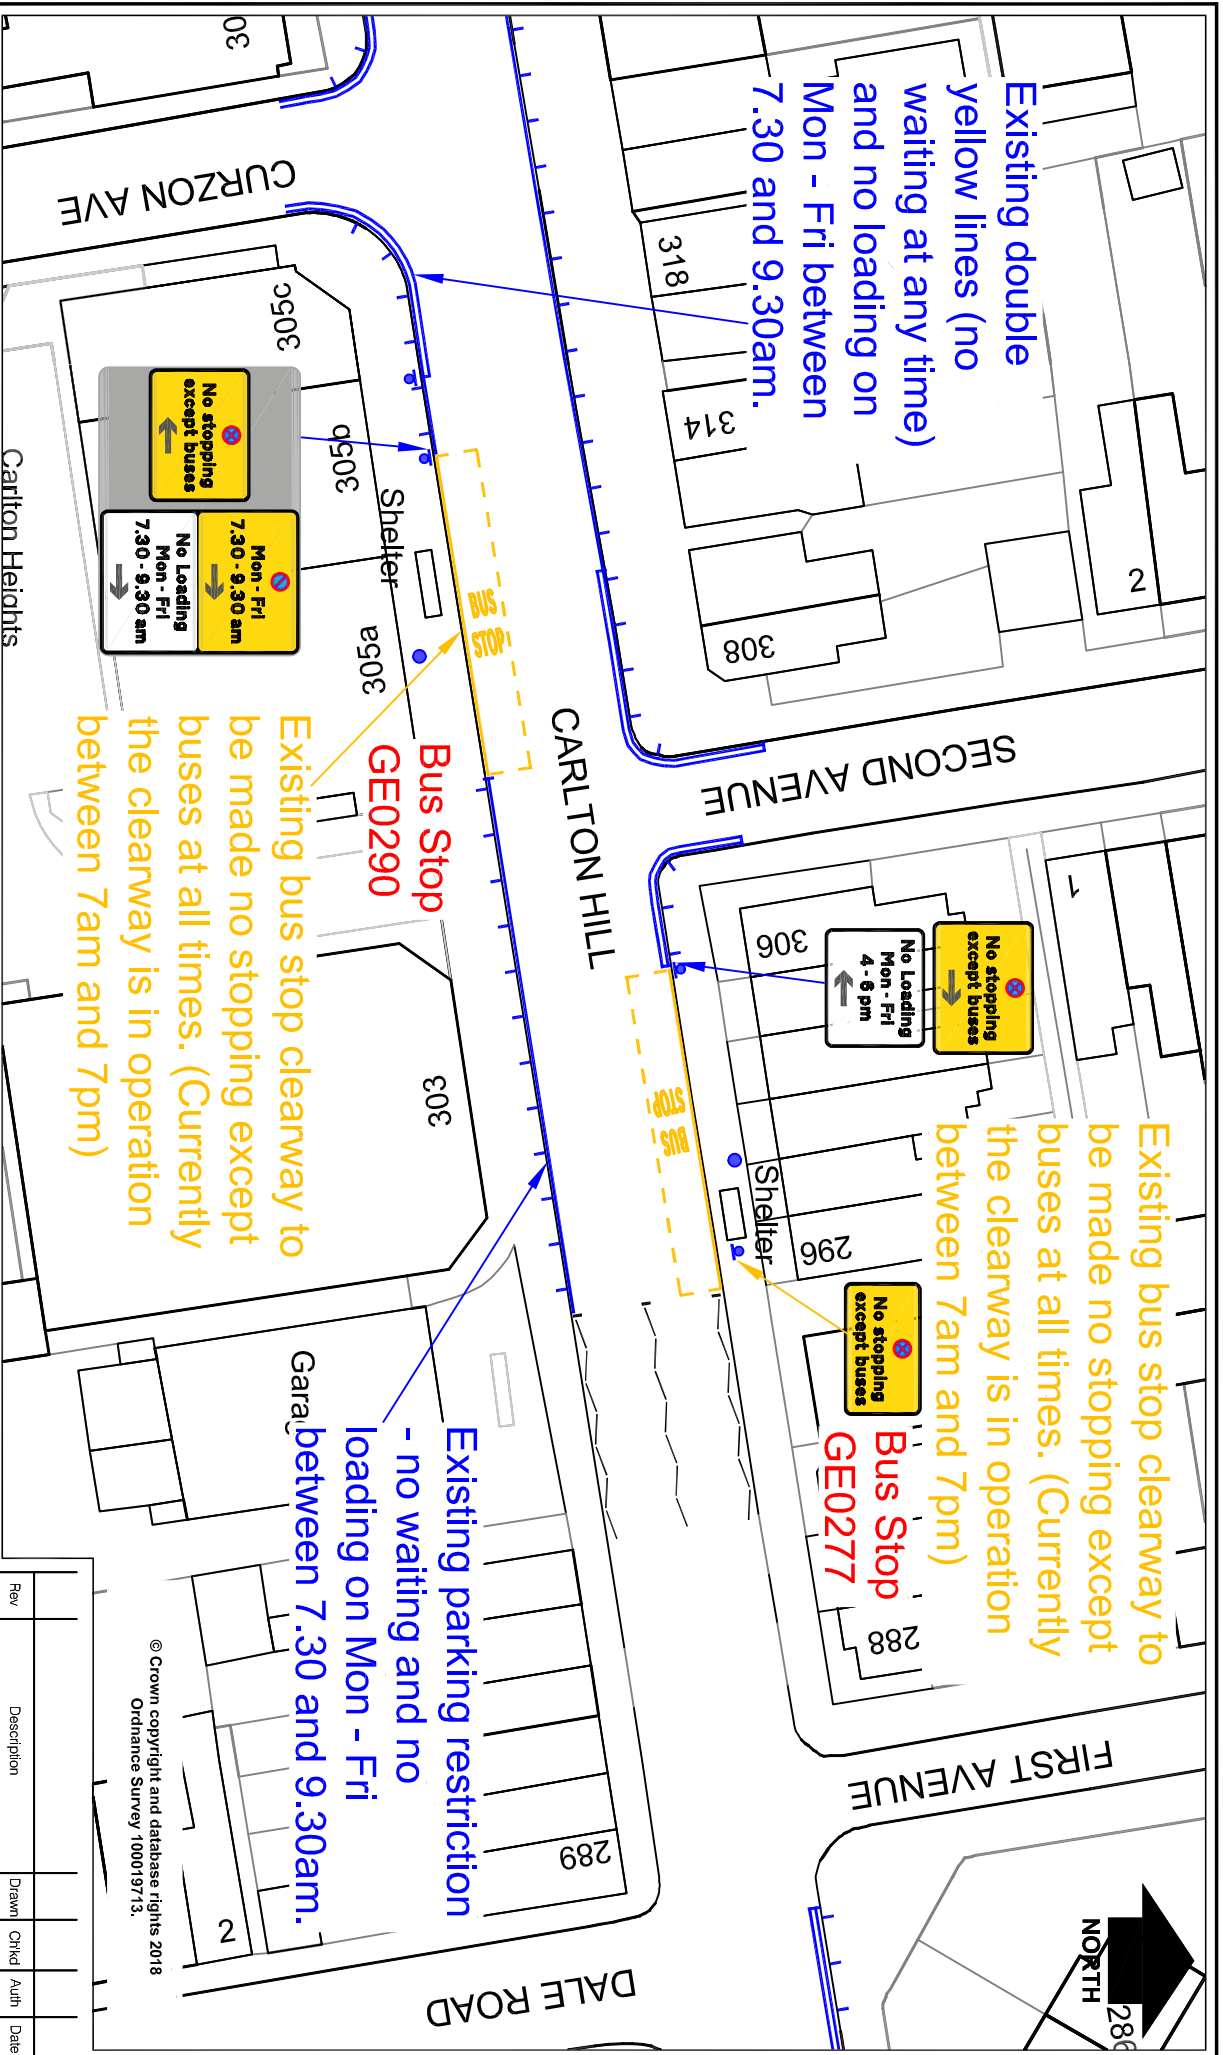 Existing double
yellow lines (no
waiting at any time)
and no loading on
Mon - Fri between
7.30 and 9.30am.
Existing bus stop clearway to
be made no stopping except
buses at all times. (Currently
the clearway is in operation
between 7am and 7pm)
NORTH
286
2
1
SECOND AVENUE
FIRST AVENUE
No stopping
except buses
No Loading
Mon - Fri
4 - 6 pm
No stopping
except buses
Bus Stop
GE0277
318
314
308
306
296
288
Shelter
BUS
STOP
CARLTON HILL
BUS
STOP
Shelter
Bus Stop
GE0290
CURZON AVE
30
305c
305b
305a
303
289
No stopping
except buses
Mon - Fri
7.30 - 9.30 am
No Loading
Mon - Fri
7.30 - 9.30 am
Existing bus stop clearway to
be made no stopping except
buses at all times. (Currently
the clearway is in operation
between 7am and 7pm)
Existing parking restriction
- no waiting and no
loading on Mon - Fri
between 7.30 and 9.30am.
Garag
DALE ROAD
2
Carlton Heights
© Crown copyright and database rights 2018
Ordnance Survey 100019713.
Rev Description Drawn Ch'kd Auth Date